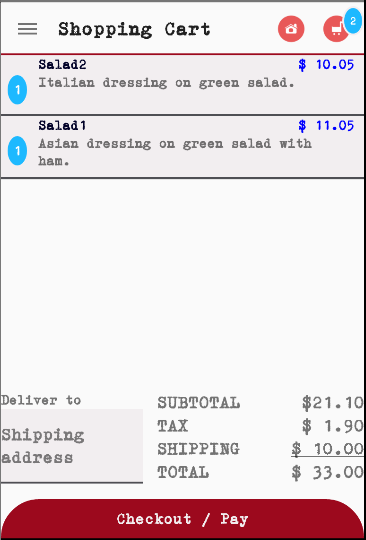 Shopping Cart
2
Salad2 $ 10.05
1
Italian dressing on green salad.
Salad1 $ 11.05
1
Asian dressing on green salad with
ham.
Deliver to
Shipping
address
SUBTOTAL $21.10
TAX $ 1.90
SHIPPING $ 10.00
TOTAL $ 33.00
Checkout / Pay